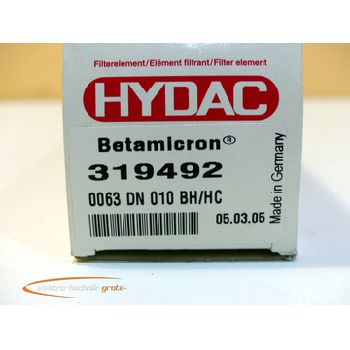 Filterelement/Elément filtrant/Filter element
HYDAC
Betamicron®
319492
0063 DN 010 BH/HC
05.03.05
Made in Germany
elektro-technik-grote.